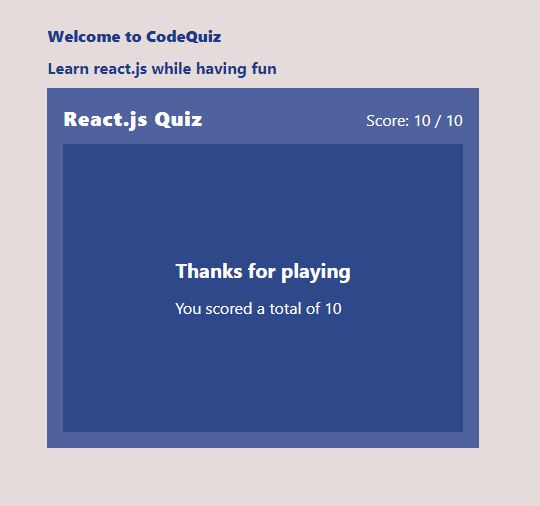 Welcome to CodeQuiz
Learn react.js while having fun
React.js Quiz
Score: 10 / 10
Thanks for playing
You scored a total of 10